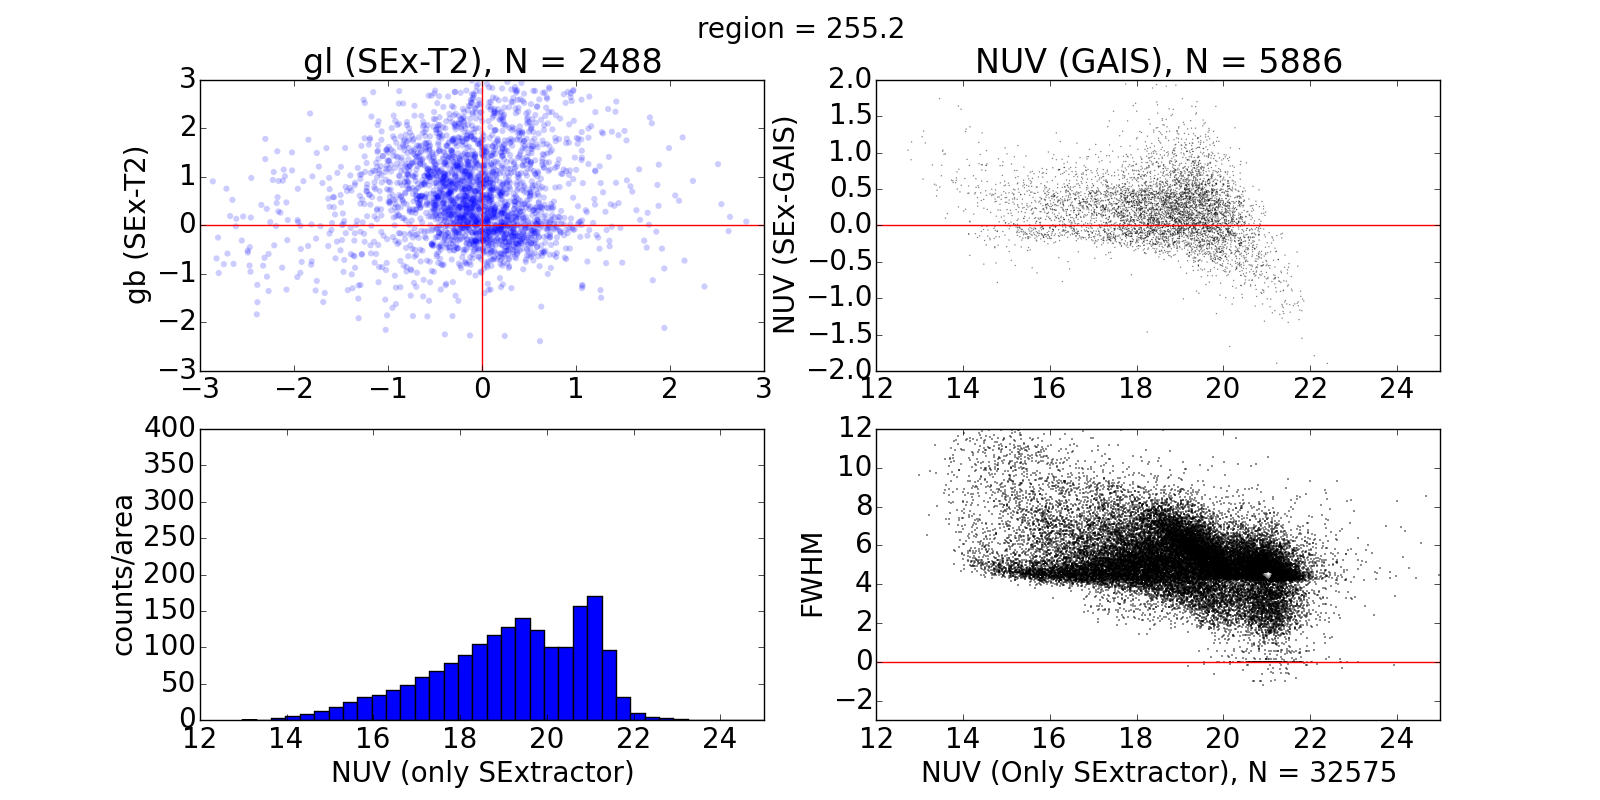 region = 255.2
gl (SEx-T2), N = 2488
3
2
1
0
−1
−2
−3
gb (SEx-T2)
−3 −2 −1 0 1 2 3
NUV (GAIS), N = 5886
2.0
1.5
1.0
0.5
0.0
−0.5
−1.0
−1.5
−2.0
NUV (SEx-GAIS)
12 14 16 18 20 22 24
400
350
300
250
200
150
100
50
0
counts/area
12 14 16 18 20 22 24
NUV (only SExtractor)
12
10
8
6
4
2
0
−2
FWHM
12 14 16 18 20 22 24
NUV (Only SExtractor), N = 32575